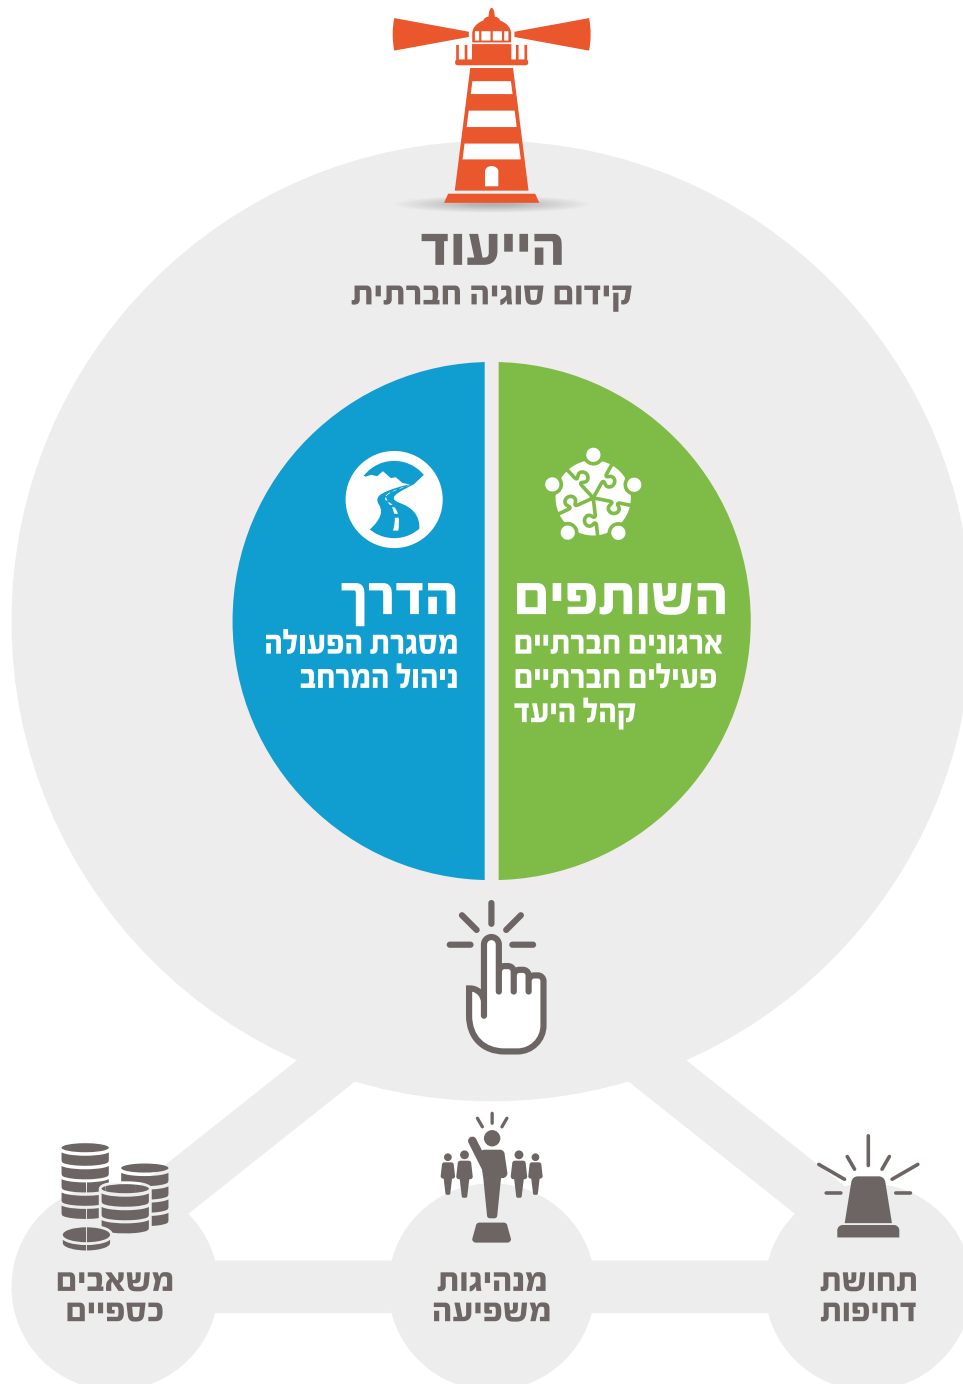 הייעוד
קידום סוגיה חברתית
השותפים
ארגונים חברתיים
פעילים חברתיים
קהל היעד
הדרך
מסגרת הפעולה
ניהול המרחב
תחושת
דחיפות
מנהיגות
משפיעה
משאבים
כספיים